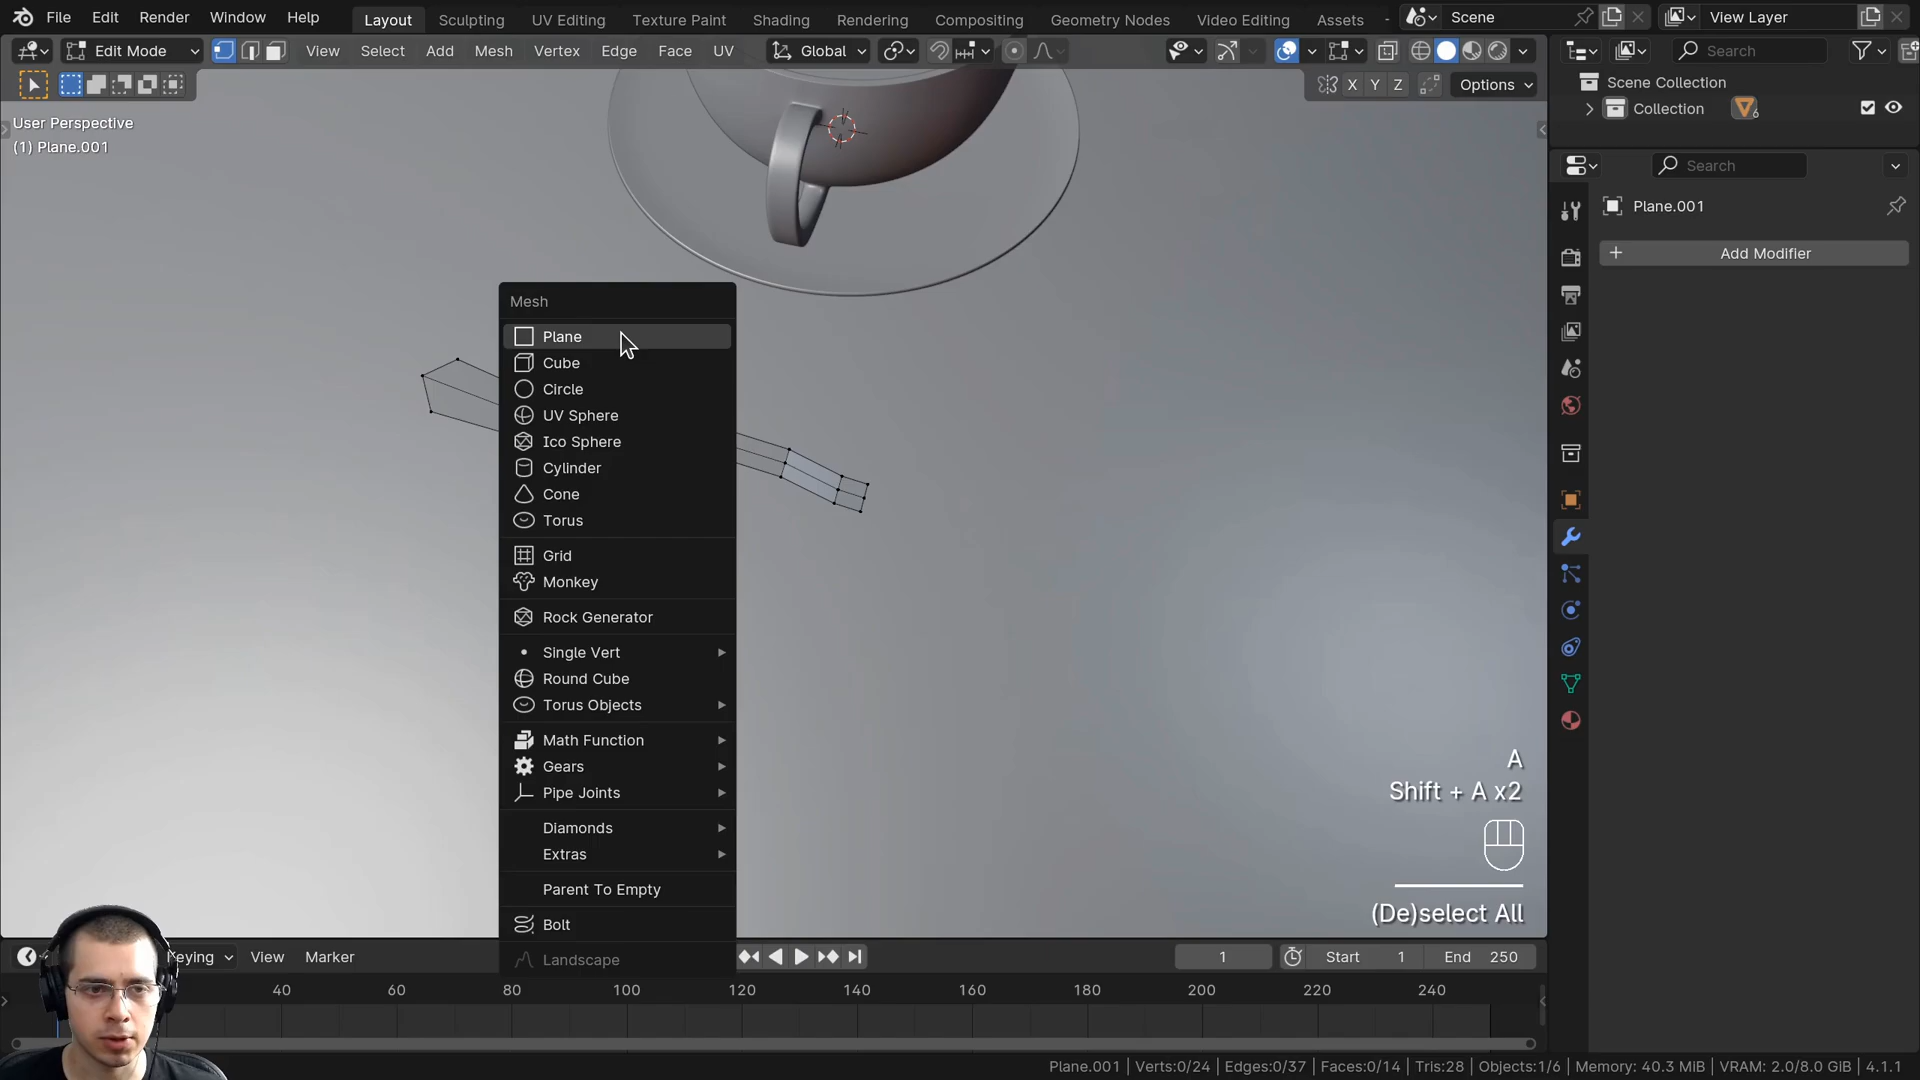 File Edit Render Window Help Layout Sculpting UV Editing Texture Paint Shading Rendering Compositing Geometry Nodes Video Editing Assets Scene View Layer
Edit Mode View Select Add Mesh Vertex Edge Face UV Global Search
X Y Z Options
Scene Collection
Collection 6
User Perspective
(1) Plane.001
Search
Plane.001
Add Modifier
Mesh
Plane
Cube
Circle
UV Sphere
Ico Sphere
Cylinder
Cone
Torus
Grid
Monkey
Rock Generator
Single Vert
Round Cube
Torus Objects
Math Function
Gears
Pipe Joints
Diamonds
Extras
Parent To Empty
Bolt
Landscape
A
Shift + A x2
(De)select All
Keying View Marker 1 Start 1 End 250
40 60 80 100 120 140 160 180 200 220 240
Plane.001 | Verts:0/24 | Edges:0/37 | Faces:0/14 | Tris:28 | Objects:1/6 | Memory: 40.3 MiB | VRAM: 2.0/8.0 GiB | 4.1.1